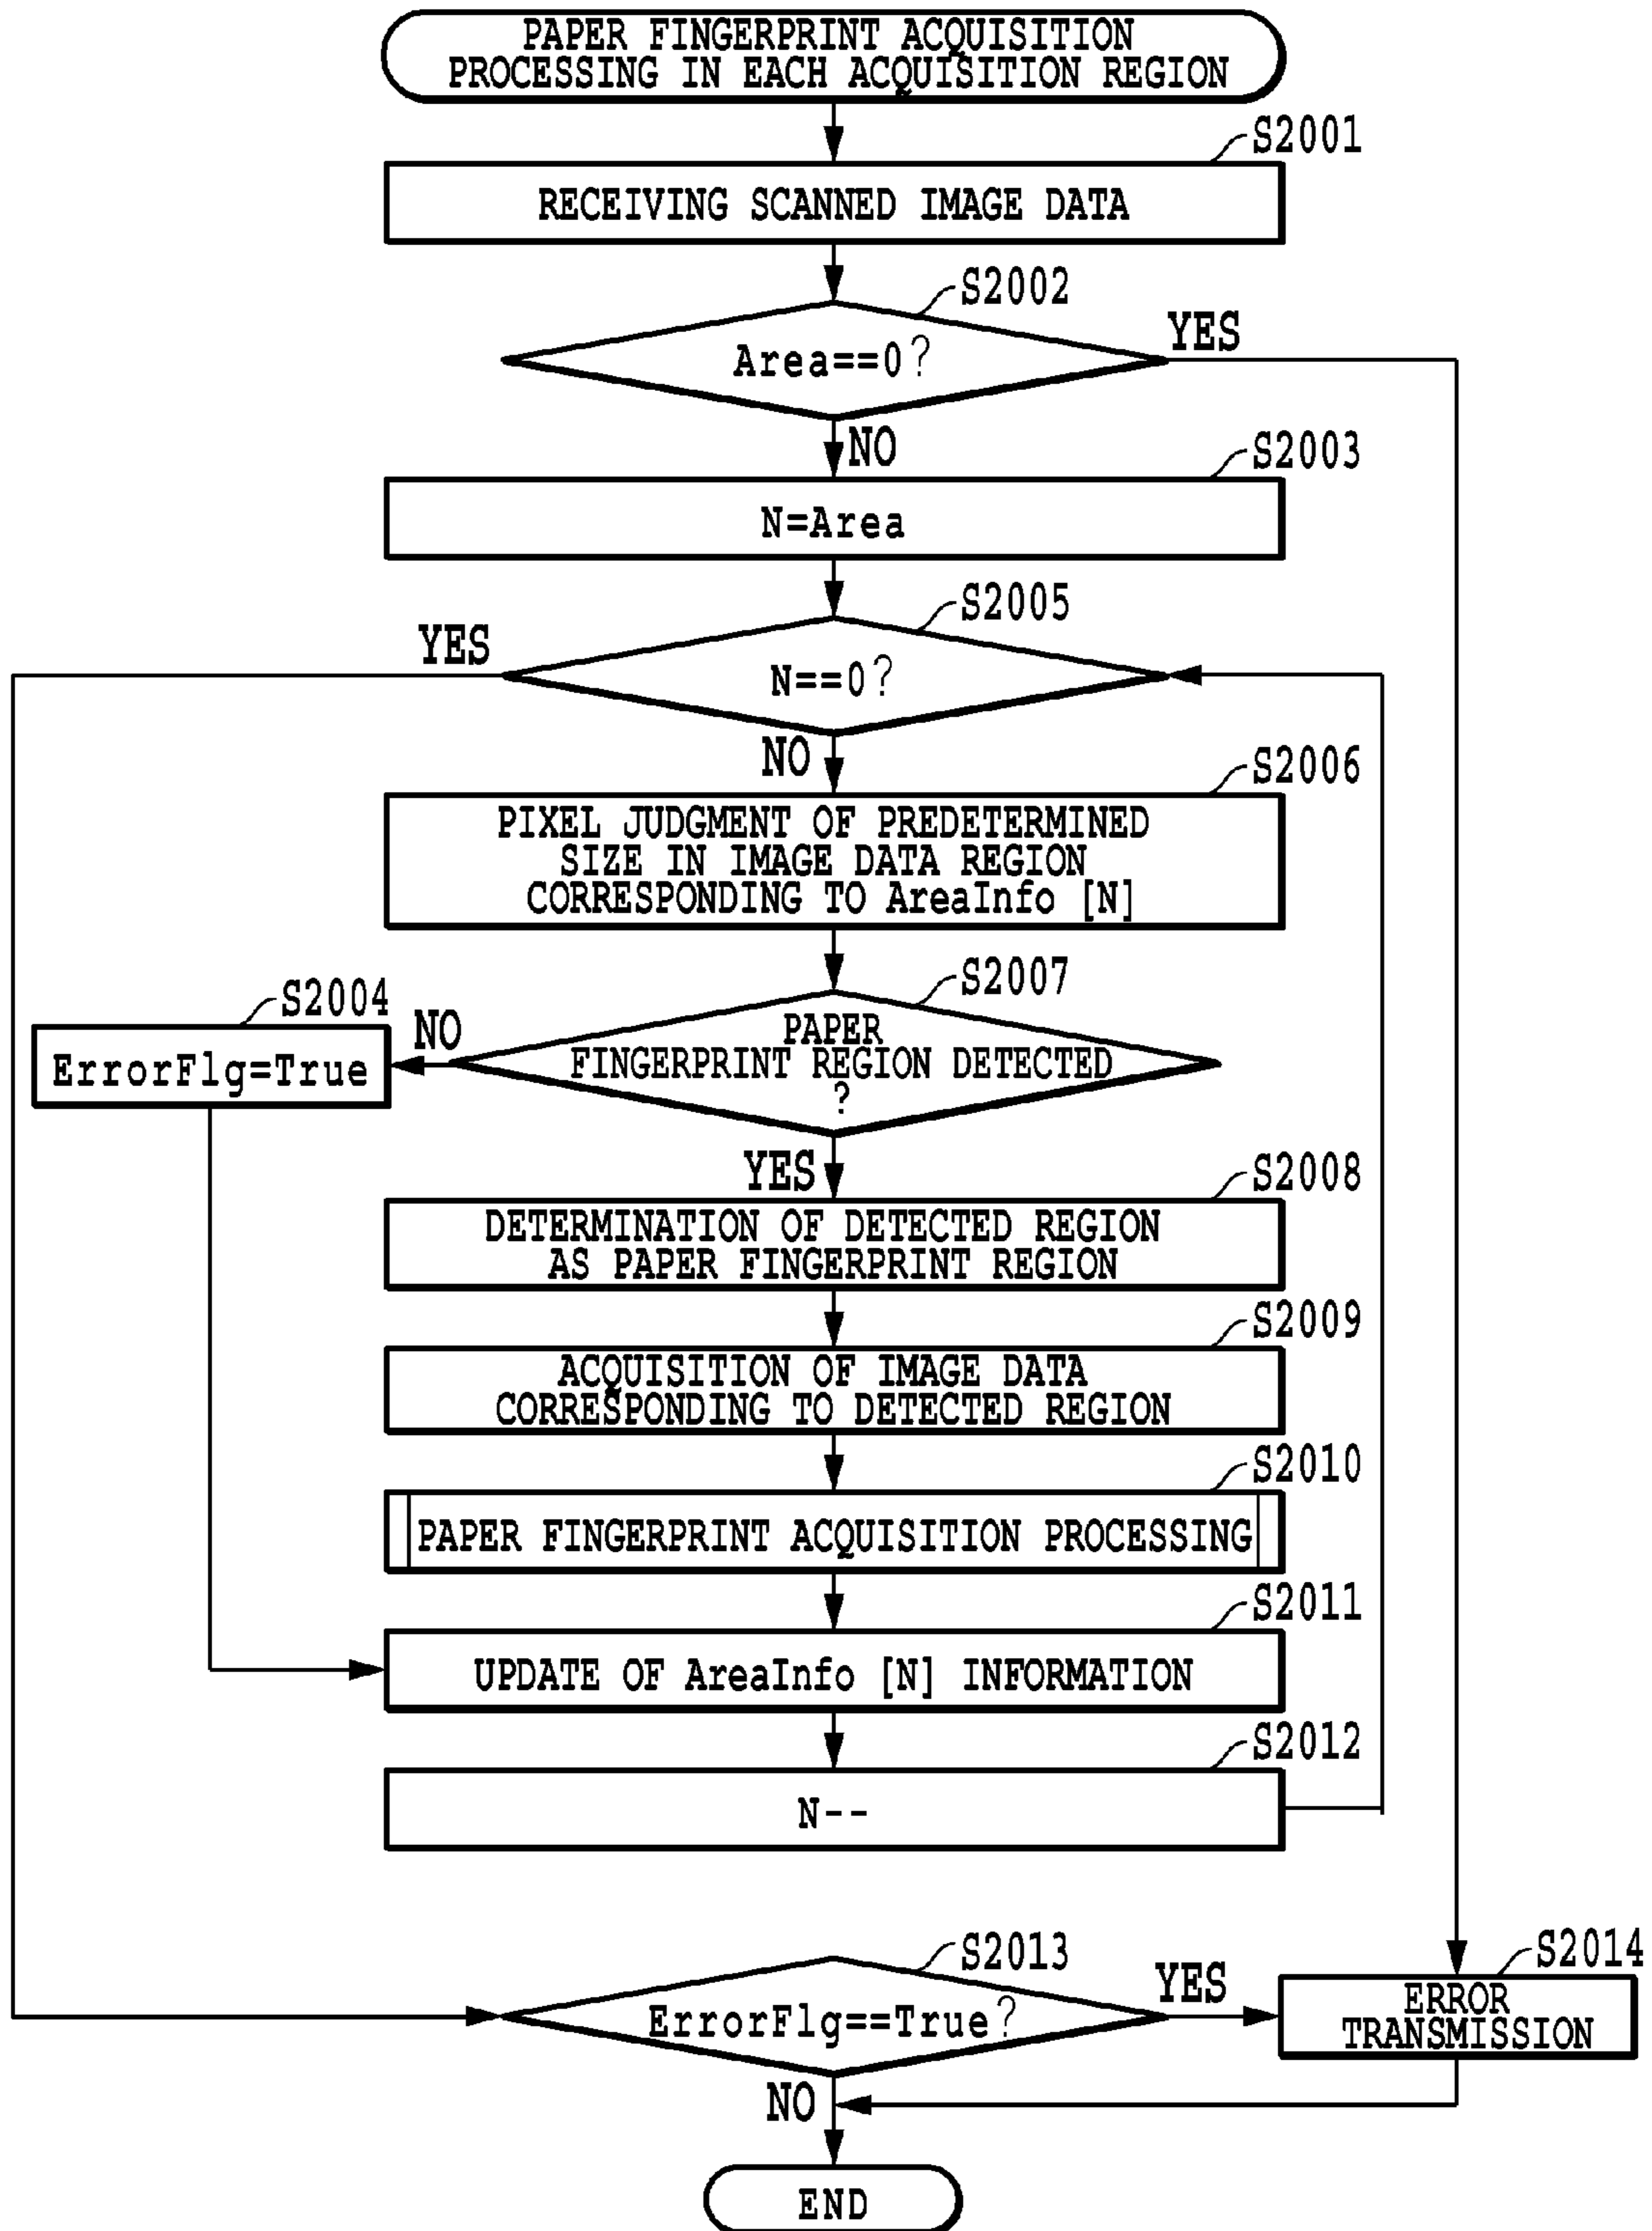 PAPER FINGERPRINT ACQUISITION
PROCESSING IN EACH ACQUISITION REGION
S2001
RECEIVING SCANNED IMAGE DATA
S2002
Area==0?
YES
NO
S2003
N=Area
S2005
YES
N==0?
NO
S2006
PIXEL JUDGMENT OF PREDETERMINED
SIZE IN IMAGE DATA REGION
CORRESPONDING TO AreaInfo [N]
S2007
S2004
NO
PAPER
FINGERPRINT REGION DETECTED
?
ErrorFlg=True
YES
S2008
DETERMINATION OF DETECTED REGION
AS PAPER FINGERPRINT REGION
S2009
ACQUISITION OF IMAGE DATA
CORRESPONDING TO DETECTED REGION
S2010
PAPER FINGERPRINT ACQUISITION PROCESSING
S2011
UPDATE OF AreaInfo [N] INFORMATION
S2012
N--
S2013
ErrorFlg==True?
YES
S2014
ERROR
TRANSMISSION
NO
END